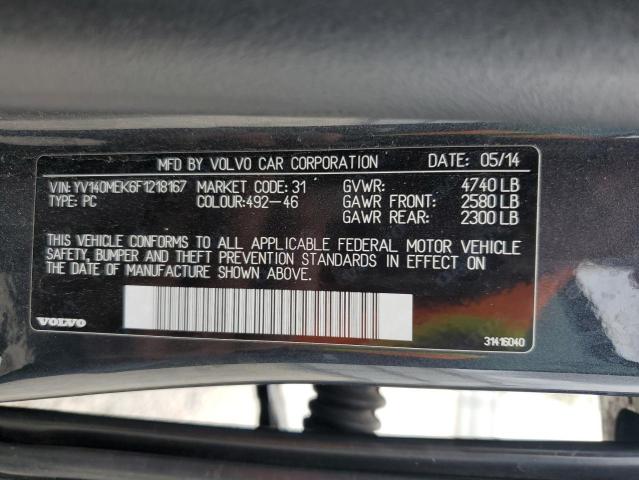 MFD BY VOLVO CAR CORPORATION DATE: 05/14
VIN: YV140MEK6F1218167 MARKET CODE: 31 GVWR: 4740 LB
TYPE: PC COLOUR:492-46 GAWR FRONT: 2580 LB
GAWR REAR: 2300 LB
THIS VEHICLE CONFORMS TO ALL APPLICABLE FEDERAL MOTOR VEHICLE
SAFETY, BUMPER AND THEFT PREVENTION STANDARDS IN EFFECT ON
THE DATE OF MANUFACTURE SHOWN ABOVE.
VOLVO 31416040